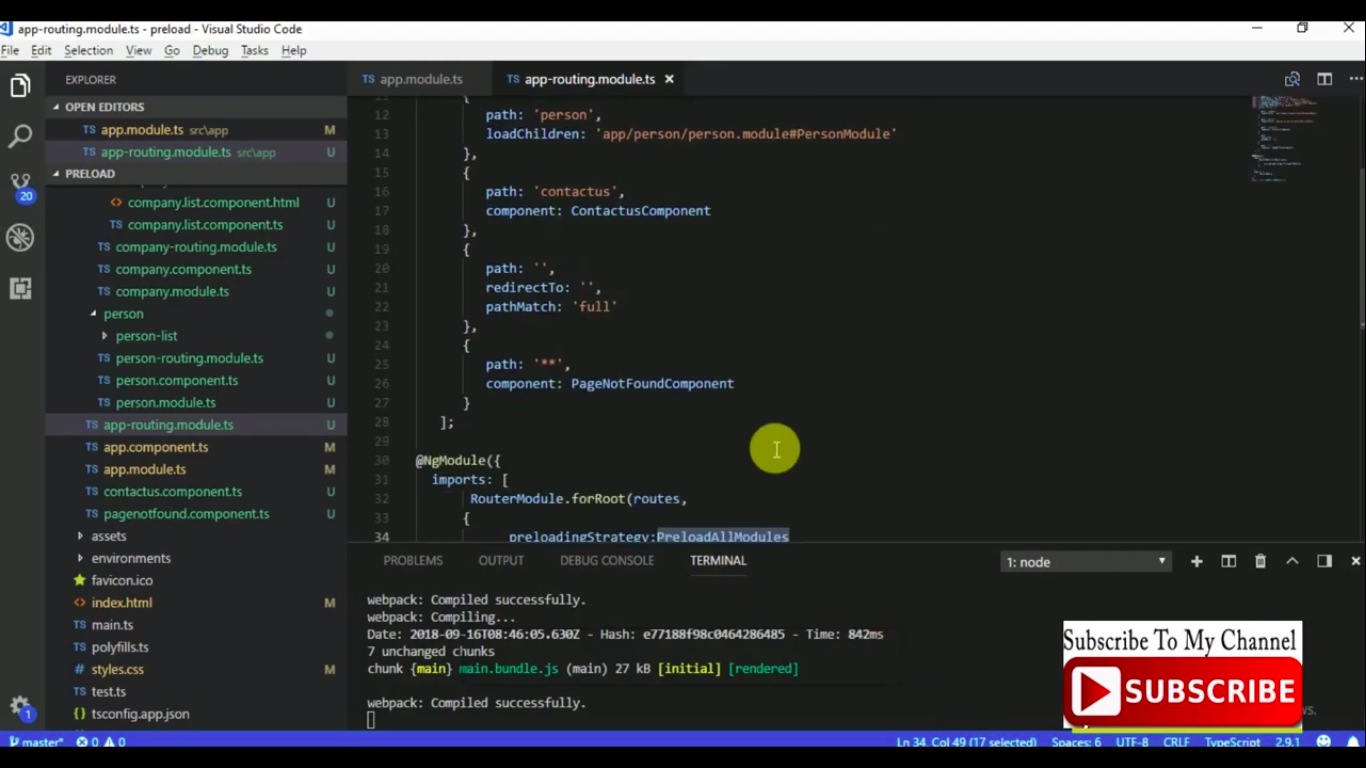 app-routing.module.ts - preload - Visual Studio Code
File Edit Selection View Go Debug Tasks Help
EXPLORER
OPEN EDITORS
TS app.module.ts src\app M
TS app-routing.module.ts src\app U
PRELOAD
<> company.list.component.html U
TS company.list.component.ts U
TS company-routing.module.ts U
TS company.component.ts U
TS company.module.ts U
person
person-list
TS person-routing.module.ts U
TS person.component.ts U
TS person.module.ts U
TS app-routing.module.ts U
TS app.component.ts M
TS app.module.ts M
TS contactus.component.ts U
TS pagenotfound.component.ts U
assets
environments
favicon.ico
<> index.html M
TS main.ts
TS polyfills.ts
# styles.css M
TS test.ts
{} tsconfig.app.json
20
1
TS app.module.ts TS app-routing.module.ts
11 {
12 path: 'person',
13 loadChildren: 'app/person/person.module#PersonModule'
14 },
15 {
16 path: 'contactus',
17 component: ContactusComponent
18 },
19 {
20 path: '',
21 redirectTo: '',
22 pathMatch: 'full'
23 },
24 {
25 path: '**',
26 component: PageNotFoundComponent
27 }
28 ];
29
30 @NgModule({
31 imports: [
32 RouterModule.forRoot(routes,
33 {
34 preloadingStrategy:PreloadAllModules
PROBLEMS OUTPUT DEBUG CONSOLE TERMINAL 1: node
webpack: Compiled successfully.
webpack: Compiling...
Date: 2018-09-16T08:46:05.630Z - Hash: e77188f98c0464286485 - Time: 842ms
7 unchanged chunks
chunk {main} main.bundle.js (main) 27 kB [initial] [rendered]
webpack: Compiled successfully.
Subscribe To My Channel
SUBSCRIBE
master* 0 0 Ln 34, Col 49 (17 selected) Spaces: 6 UTF-8 CRLF TypeScript 2.9.1